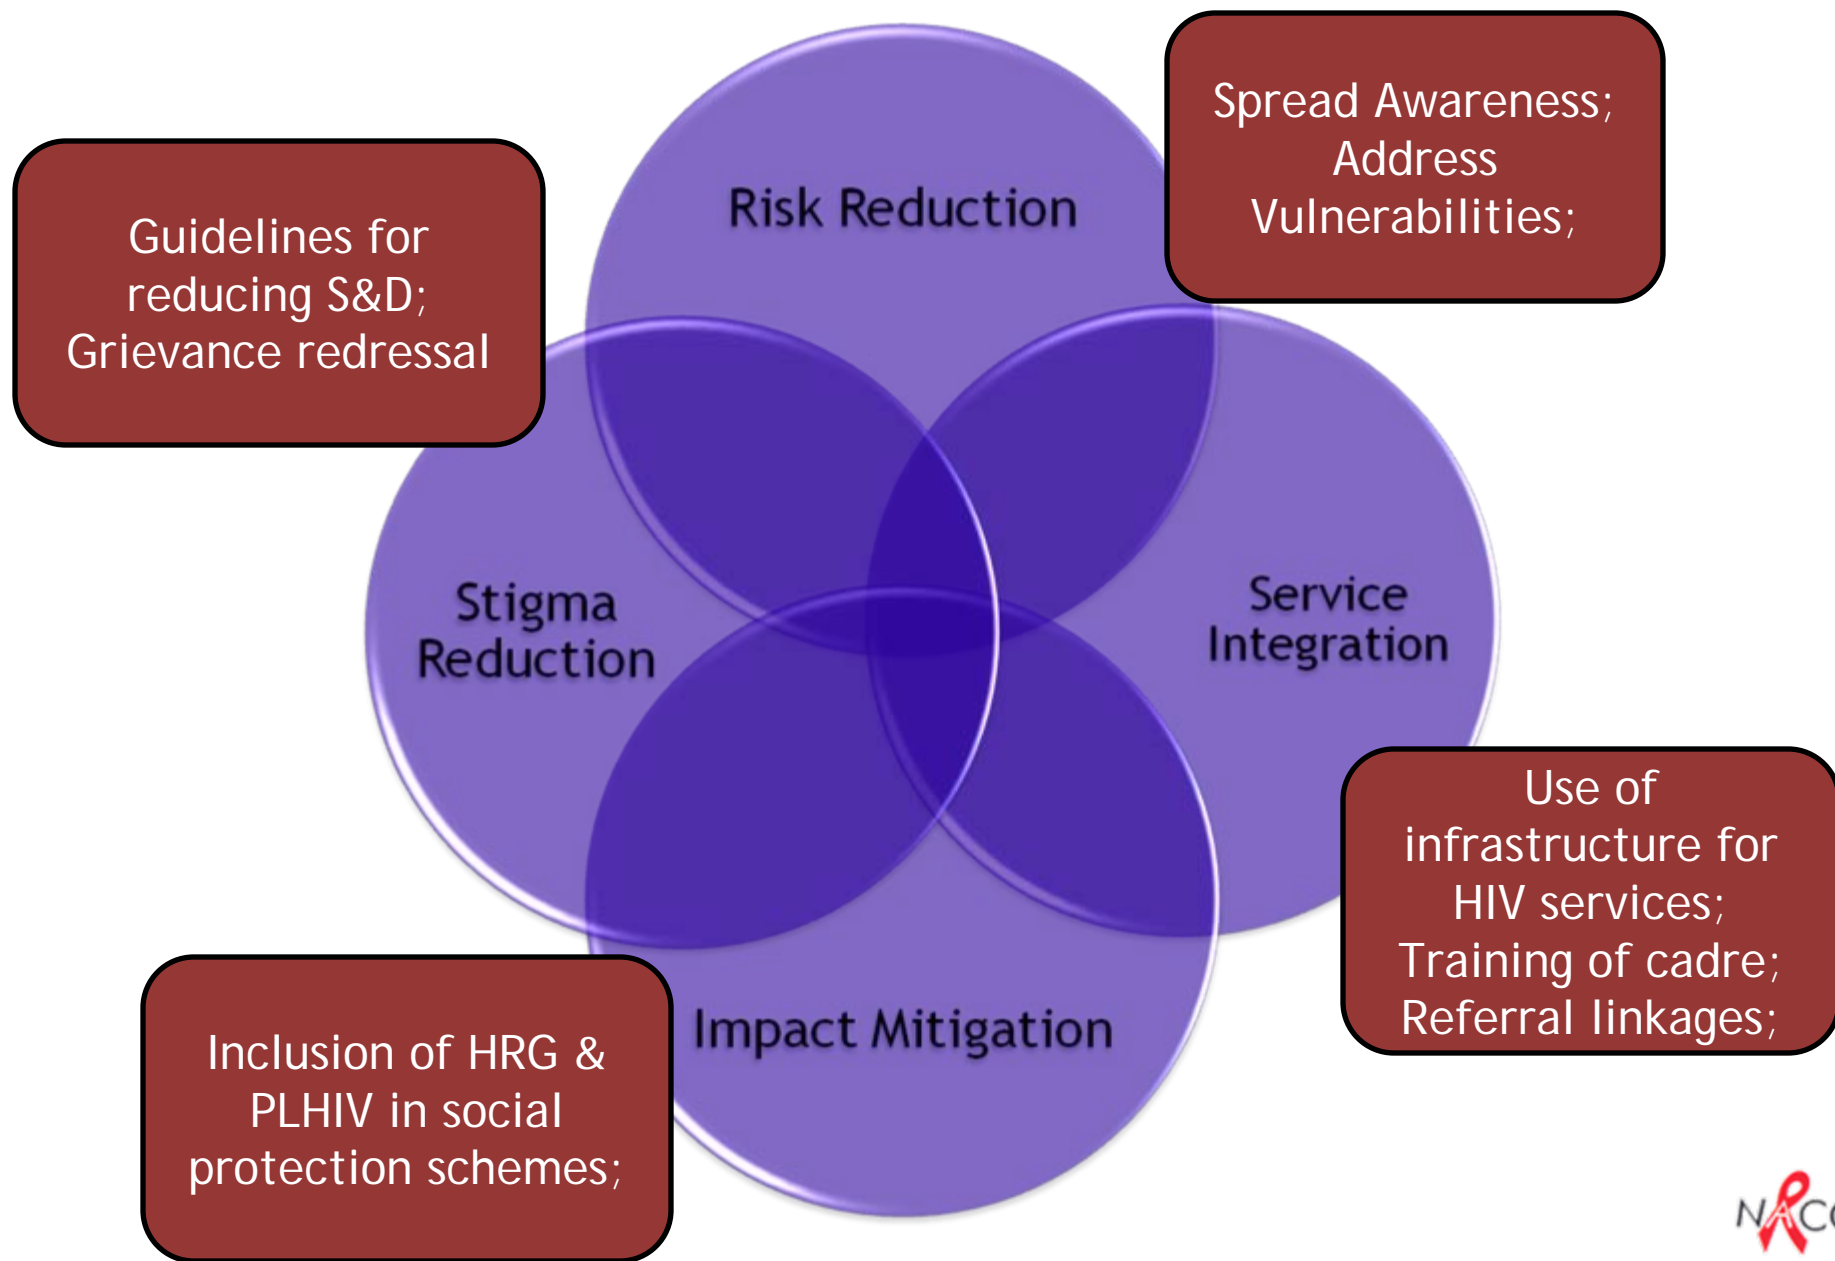 Spread Awareness;
Address
Vulnerabilities;
Risk Reduction
Guidelines for
reducing S&D;
Grievance redressal
Stigma
Reduction
Service
Integration
Use of
infrastructure for
HIV services;
Training of cadre;
Referral linkages;
Impact Mitigation
Inclusion of HRG &
PLHIV in social
protection schemes;